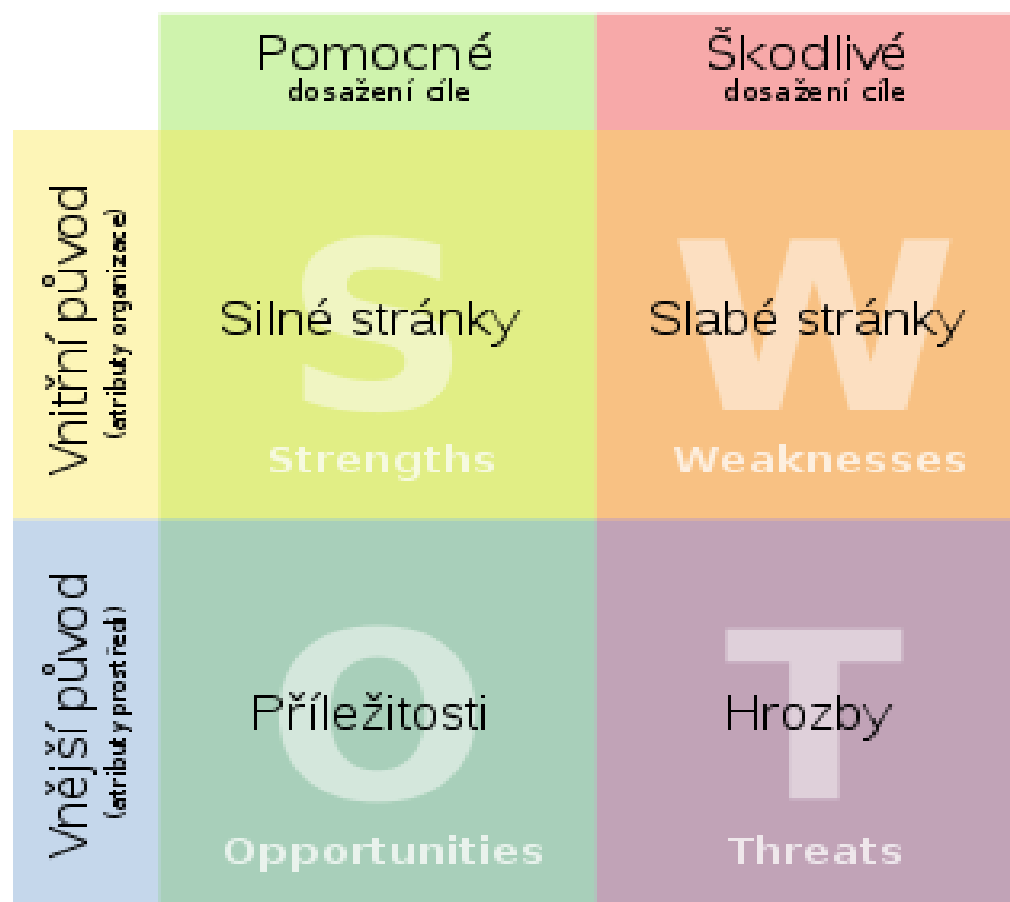 Pomocné
dosažení cíle
Škodlivé
dosažení cíle
Vnitřní původ
(atributy organizace)
S
Silné stránky
Strengths
W
Slabé stránky
Weaknesses
Vnější původ
(atributy prostředí)
O
Příležitosti
Opportunities
T
Hrozby
Threats